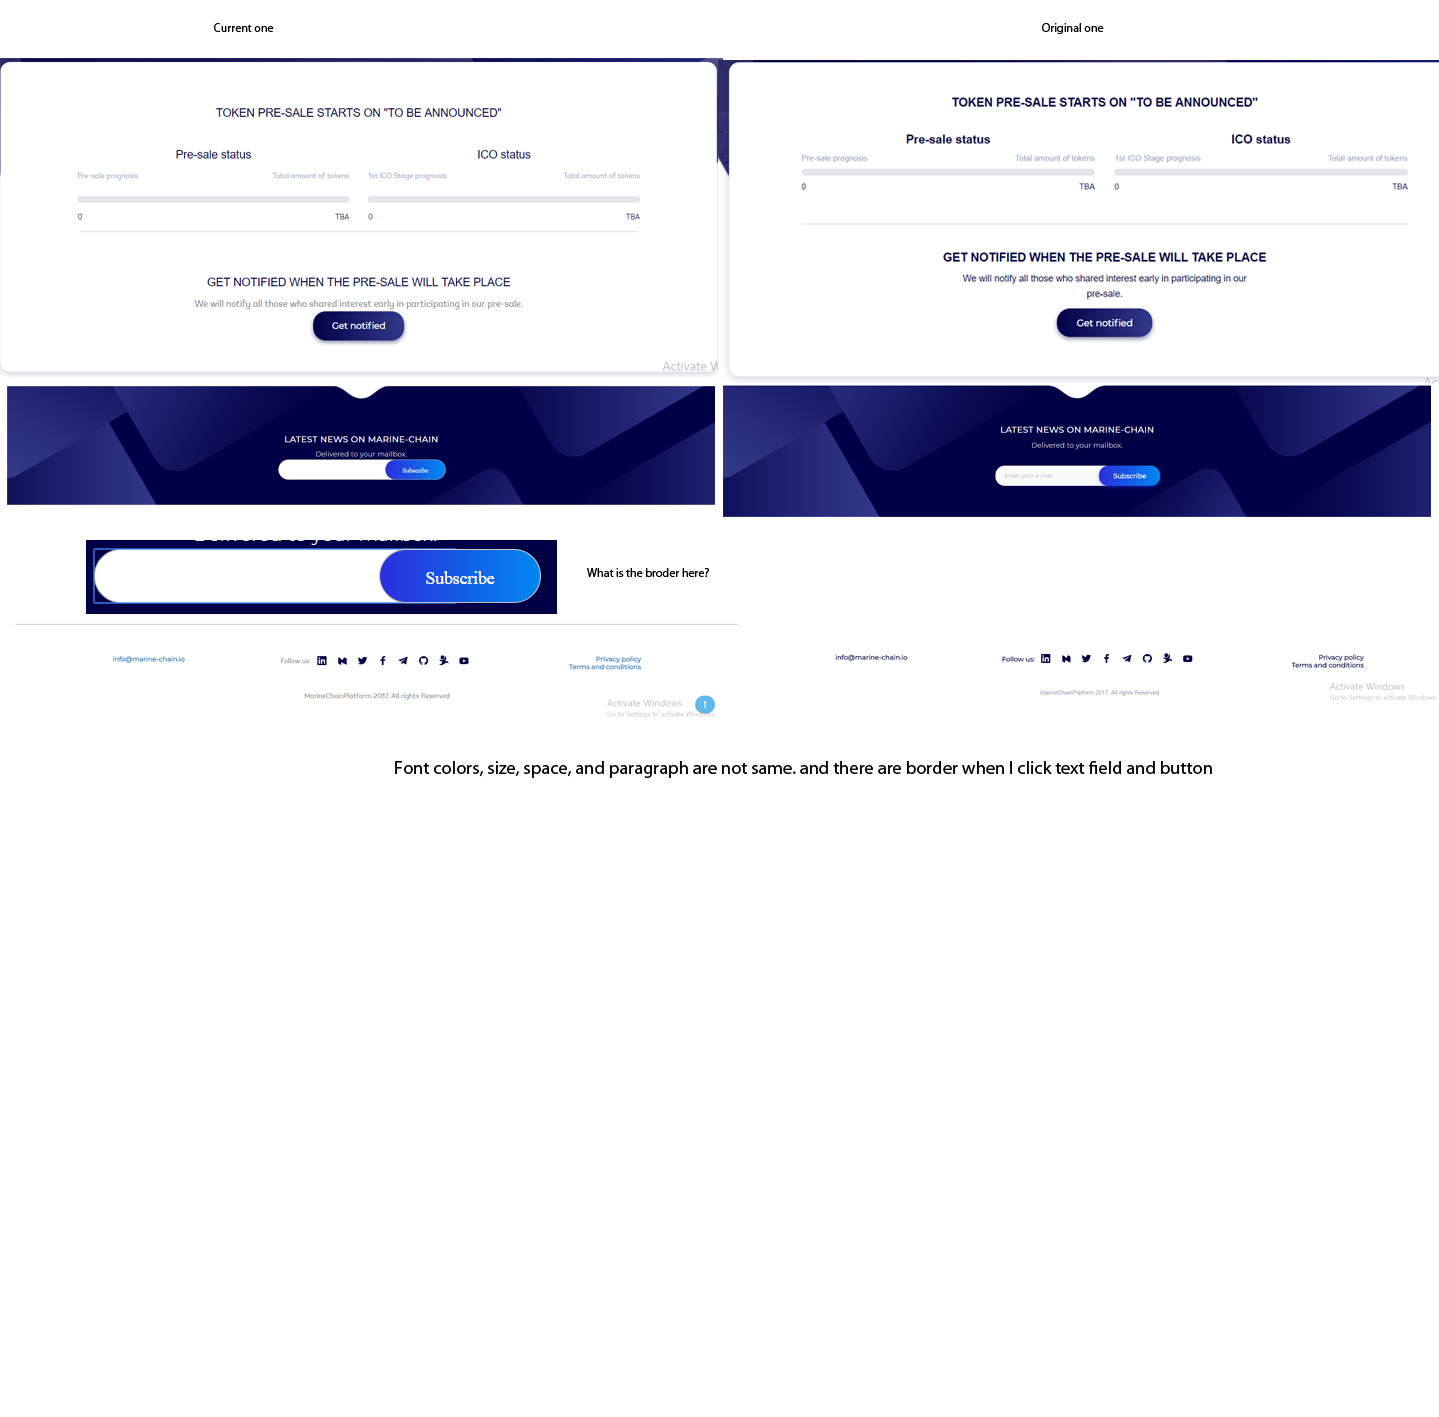 Current one
Original one
TOKEN PRE-SALE STARTS ON "TO BE ANNOUNCED"
Pre-sale status
ICO status
Pre-sale prognosis
Total amount of tokens
1st ICO Stage prognosis
Total amount of tokens
0
TBA
0
TBA
GET NOTIFIED WHEN THE PRE-SALE WILL TAKE PLACE
We will notify all those who shared interest early in participating in our pre-sale.
Get notified
Activate W
TOKEN PRE-SALE STARTS ON "TO BE ANNOUNCED"
Pre-sale status
ICO status
Pre-sale prognosis
Total amount of tokens
1st ICO Stage prognosis
Total amount of tokens
0
TBA
0
TBA
GET NOTIFIED WHEN THE PRE-SALE WILL TAKE PLACE
We will notify all those who shared interest early in participating in our
pre-sale.
Get notified
LATEST NEWS ON MARINE-CHAIN
Delivered to your mailbox.
Subscribe
LATEST NEWS ON MARINE-CHAIN
Delivered to your mailbox.
Enter your e-mail
Subscribe
Delivered to your mailbox.
Subscribe
What is the broder here?
info@marine-chain.io
Follow us:
Privacy policy
Terms and conditions
MarineChainPlatform 2017. All rights Reserved
Activate Windows
Go to Settings to activate Windows.
info@marine-chain.io
Follow us:
Privacy policy
Terms and conditions
MarineChainPlatform 2017 All rights Reserved
Activate Windows
Go to Settings to activate Windows.
Font colors, size, space, and paragraph are not same. and there are border when I click text field and button